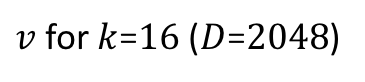 𝑣 for 𝑘=16 (𝐷=2048)